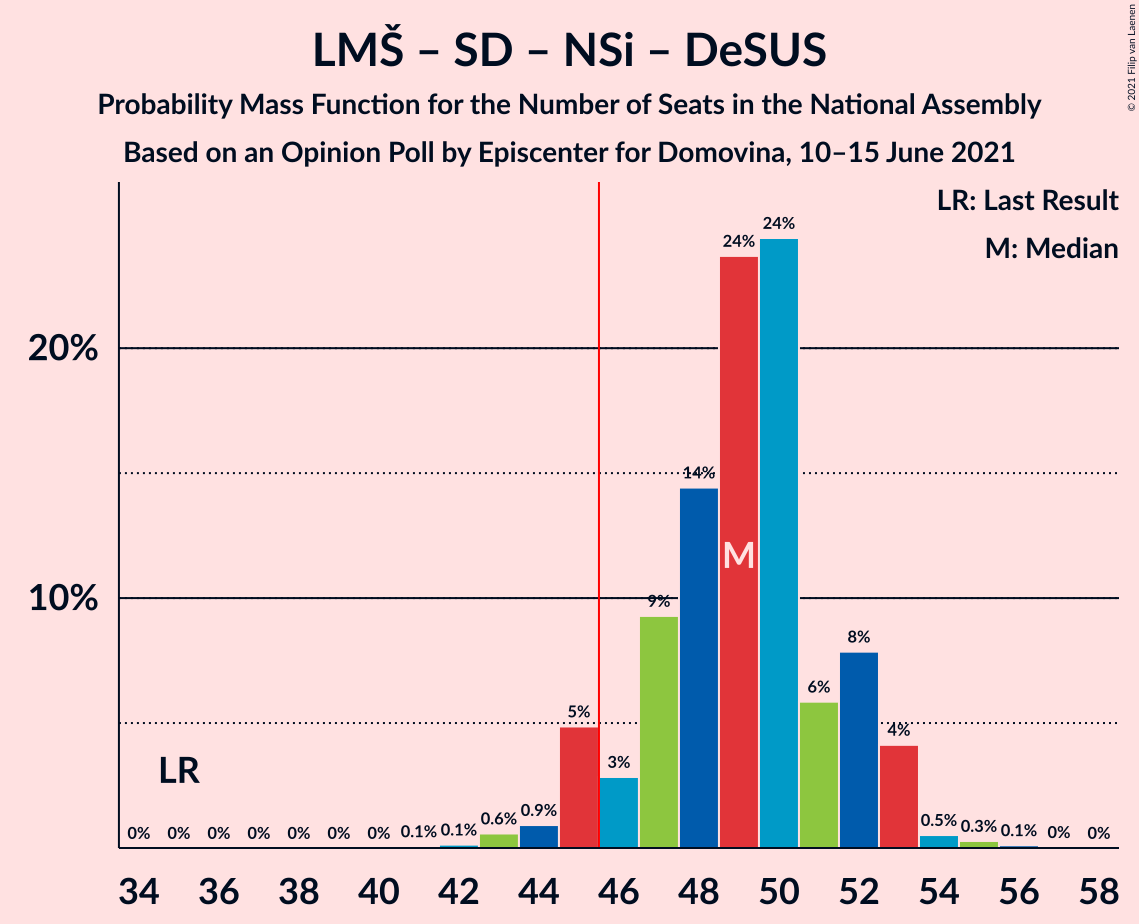 LMŠ – SD – NSi – DeSUS
Probability Mass Function for the Number of Seats in the National Assembly
Based on an Opinion Poll by Episcenter for Domovina, 10–15 June 2021
© 2021 Filip van Laenen
LR: Last Result
M: Median
24%
24%
20%
14%
M
10%
9%
8%
6%
5%
4%
3%
LR
0% 0% 0% 0% 0% 0% 0% 0.1% 0.1% 0.6% 0.9% 0.5% 0.3% 0.1% 0% 0%
34 36 38 40 42 44 46 48 50 52 54 56 58